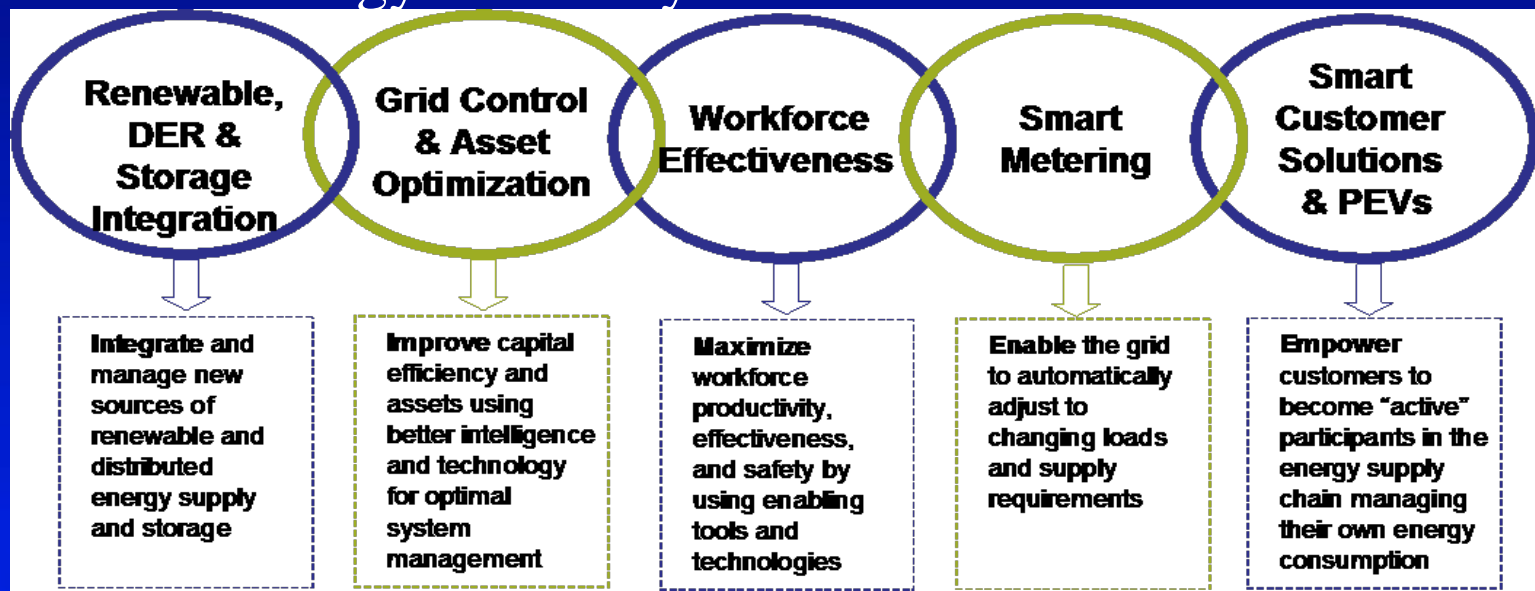 Renewable,
DER &
Storage
Integration
Grid Control
& Asset
Optimization
Workforce
Effectiveness
Smart
Metering
Smart
Customer
Solutions
& PEVs
Integrate and
manage new
sources of
renewable and
distributed
energy supply
and storage
Improve capital
efficiency and
assets using
better intelligence
and technology
for optimal
system
management
Maximize
workforce
productivity,
effectiveness,
and safety by
using enabling
tools and
technologies
Enable the grid
to automatically
adjust to
changing loads
and supply
requirements
Empower
customers to
become “active”
participants in the
energy supply
chain managing
their own energy
consumption